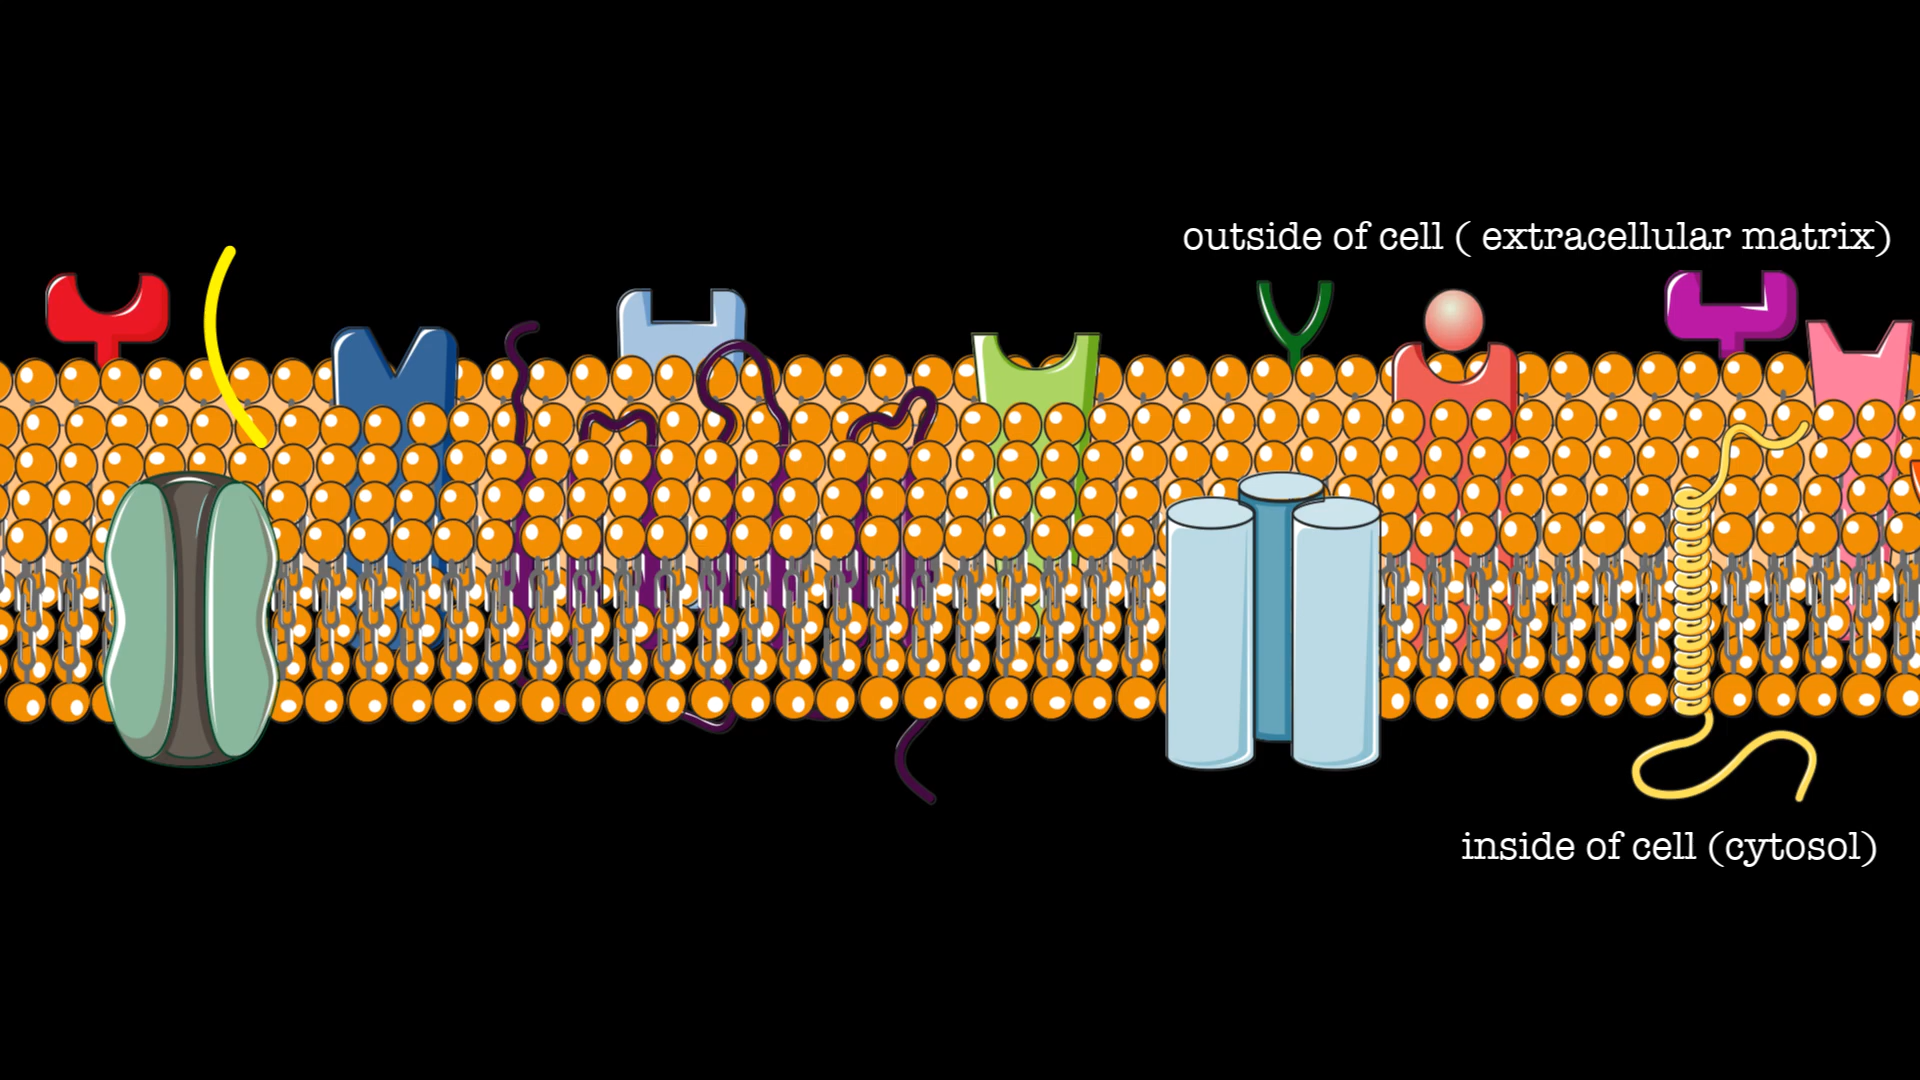 outside of cell ( extracellular matrix)
inside of cell (cytosol)